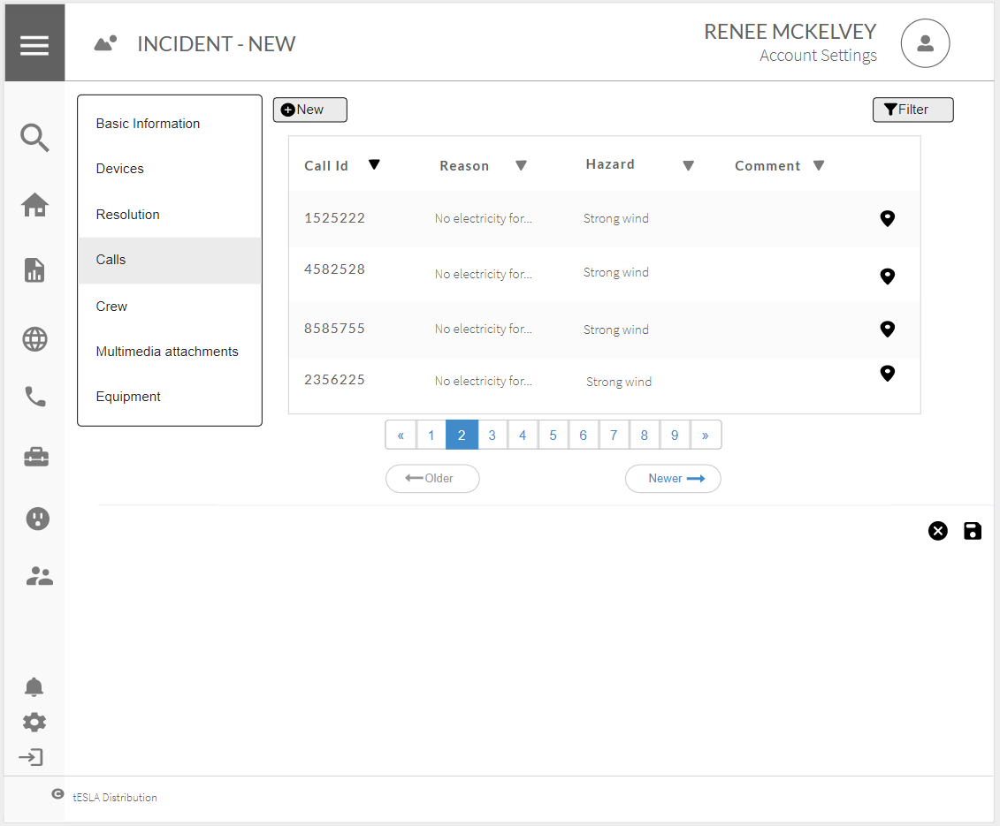 INCIDENT - NEW
RENEE MCKELVEY
Account Settings
Basic Information
Devices
Resolution
Calls
Crew
Multimedia attachments
Equipment
New
Filter
Call Id Reason Hazard Comment
1525222 No electricity for... Strong wind
4582528 No electricity for... Strong wind
8585755 No electricity for... Strong wind
2356225 No electricity for... Strong wind
« 1 2 3 4 5 6 7 8 9 »
Older Newer
© tESLA Distribution